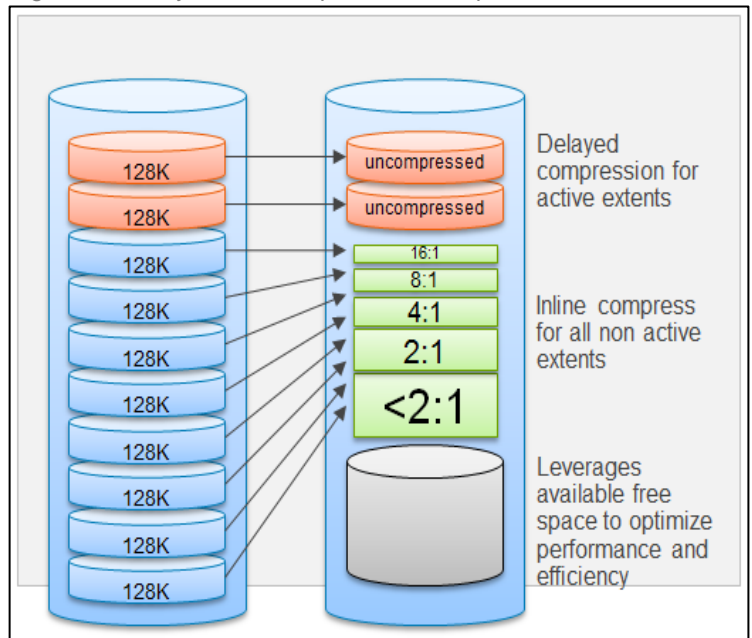 128K
128K
128K
128K
128K
128K
128K
128K
128K
128K
uncompressed
uncompressed
16:1
8:1
4:1
2:1
<2:1
Delayed
compression for
active extents
Inline compress
for all non active
extents
Leverages
available free
space to optimize
performance and
efficiency